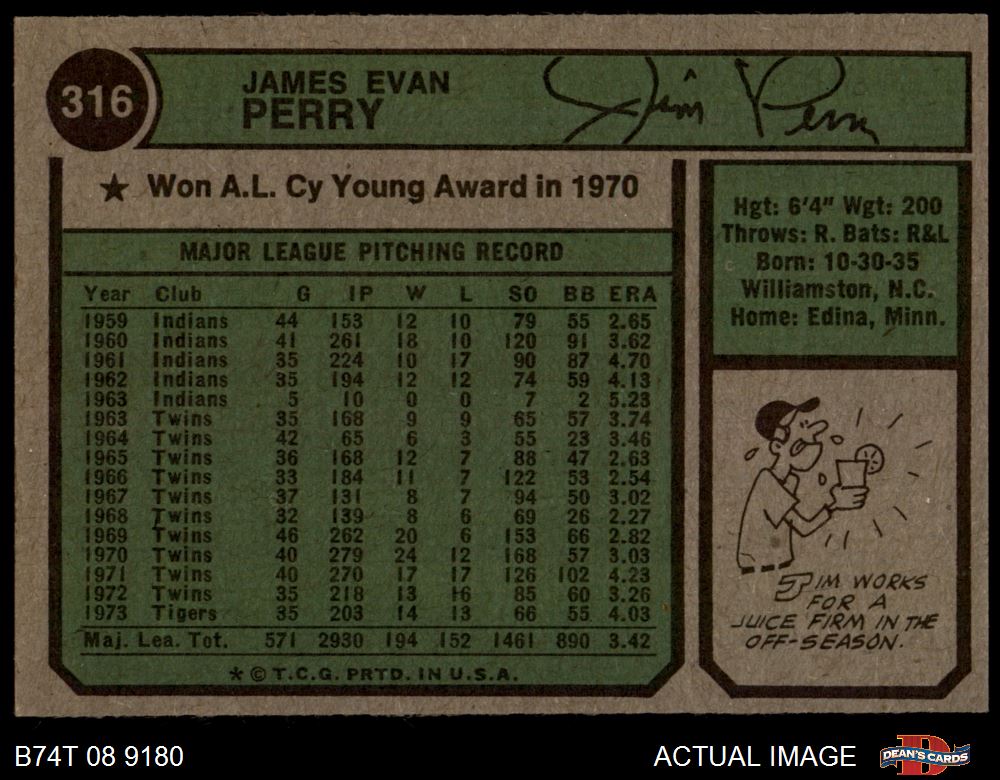 316
JAMES EVAN
PERRY
Jim Perry
★ Won A.L. Cy Young Award in 1970
MAJOR LEAGUE PITCHING RECORD
Year Club G IP W L SO BB ERA
1959 Indians 44 153 12 10 79 55 2.65
1960 Indians 41 261 18 10 120 91 3.62
1961 Indians 35 224 10 17 90 87 4.70
1962 Indians 35 194 12 12 74 59 4.13
1963 Indians 5 10 0 0 7 2 5.23
1963 Twins 35 168 9 9 65 57 3.74
1964 Twins 42 65 6 3 55 23 3.46
1965 Twins 36 168 12 7 88 47 2.63
1966 Twins 33 184 11 7 122 53 2.54
1967 Twins 37 131 8 7 94 50 3.02
1968 Twins 32 139 8 6 69 26 2.27
1969 Twins 46 262 20 6 153 66 2.82
1970 Twins 40 279 24 12 168 57 3.03
1971 Twins 40 270 17 17 126 102 4.23
1972 Twins 35 218 13 16 85 60 3.26
1973 Tigers 35 203 14 13 66 55 4.03
Maj. Lea. Tot. 571 2930 194 152 1461 890 3.42
* © T.C.G. PRTD. IN U.S.A.
Hgt: 6'4" Wgt: 200
Throws: R. Bats: R&L
Born: 10-30-35
Williamston, N.C.
Home: Edina, Minn.
JIM WORKS
FOR A
JUICE FIRM IN THE
OFF-SEASON.
B74T 08 9180
ACTUAL IMAGE
DEAN'S CARDS